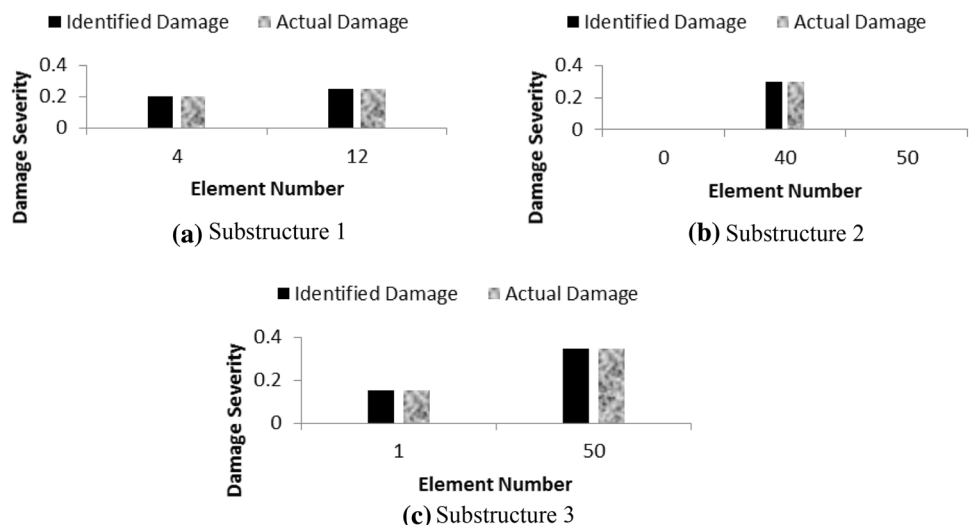 Identified Damage Actual Damage
Damage Severity
0.4
0.2
0
4 12
Element Number
(a) Substructure 1
Identified Damage Actual Damage
Damage Severity
0.4
0.2
0
0 40 50
Element Number
(b) Substructure 2
Identified Damage Actual Damage
Damage Severity
0.4
0.2
0
1 50
Element Number
(c) Substructure 3